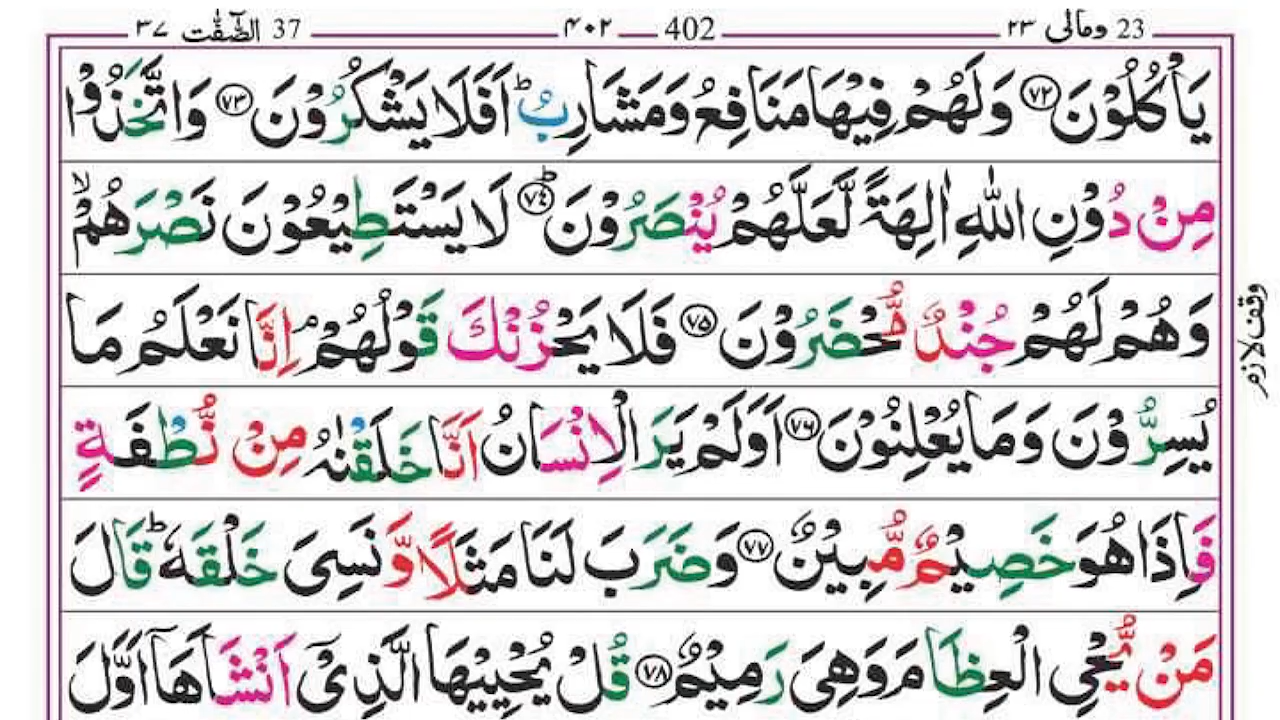 23 ومالی ٢٣ 402 ٤٠٢ 37 الصّٰٓفّٰت ٣٧
يَاْكُلُوْنَ ﴿٧٢﴾ وَلَهُمْ فِيْهَا مَنَافِعُ وَمَشَارِبُ ؕ اَفَلَا يَشْكُرُوْنَ ﴿٧٣﴾ وَاتَّخَذُوْا
مِنْ دُوْنِ اللّٰهِ اٰلِهَةً لَّعَلَّهُمْ يُنْصَرُوْنَ ؕ﴿٧٤﴾ لَا يَسْتَطِيْعُوْنَ نَصْرَهُمْ ۙ
وَهُمْ لَهُمْ جُنْدٌ مُّحْضَرُوْنَ ﴿٧٥﴾ فَلَا يَحْزُنْكَ قَوْلُهُمْ ۘ اِنَّا نَعْلَمُ مَا
وقف لازم
يُسِرُّوْنَ وَمَا يُعْلِنُوْنَ ﴿٧٦﴾ اَوَلَمْ يَرَ الْاِنْسَانُ اَنَّا خَلَقْنٰهُ مِنْ نُّطْفَةٍ
فَاِذَا هُوَ خَصِيْمٌ مُّبِيْنٌ ﴿٧٧﴾ وَضَرَبَ لَنَا مَثَلًا وَّنَسِىَ خَلْقَهٗ ؕ قَالَ
مَنْ يُّحْىِ الْعِظَامَ وَهِىَ رَمِيْمٌ ﴿٧٨﴾ قُلْ يُحْيِيْهَا الَّذِىْۤ اَنْشَاَهَاۤ اَوَّلَ